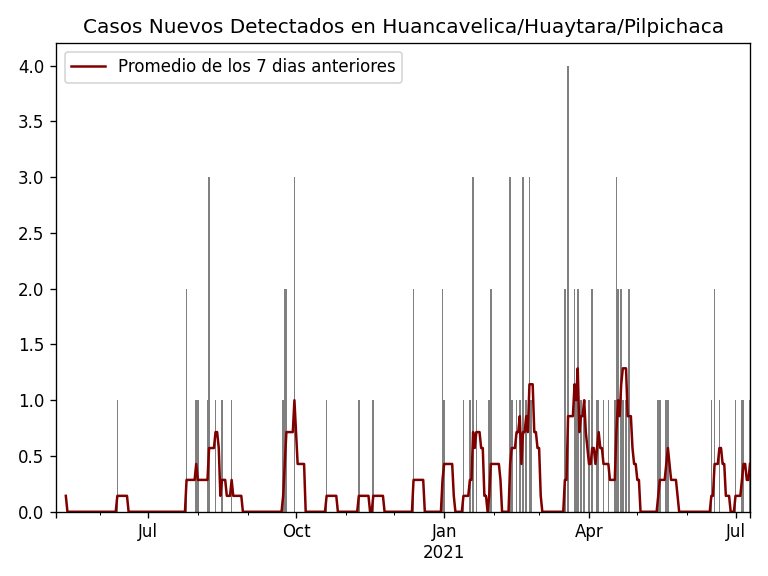 Casos Nuevos Detectados en Huancavelica/Huaytara/Pilpichaca
Promedio de los 7 dias anteriores
4.0
3.5
3.0
2.5
2.0
1.5
1.0
0.5
0.0
Jul
Oct
Jan
2021
Apr
Jul